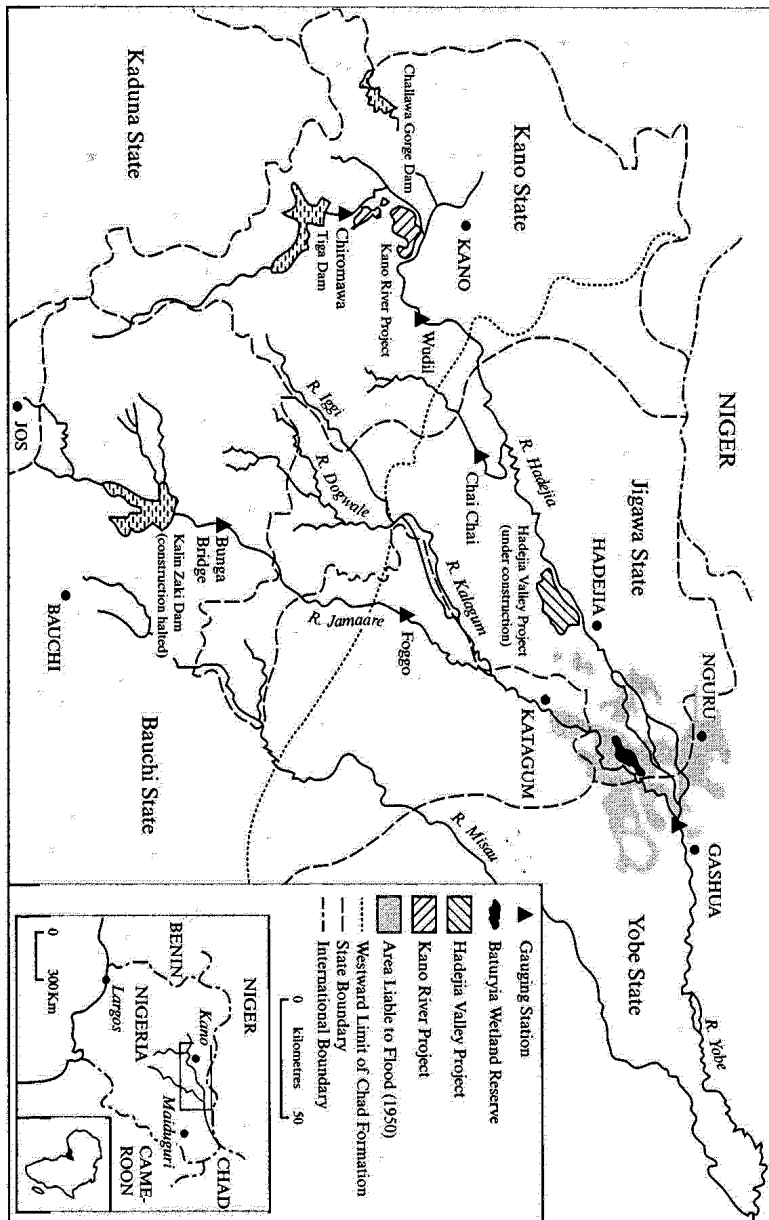 NIGER
Kano State
KANO
Challawa Gorge Dam
Kano River Project
Chiromawa
Tiga Dam
Kaduna State
Wudil
R. Hadejia
Chai Chai
Jigawa State
HADEJIA
Hadejia Valley Project
(under construction)
NGURU
GASHUA
Yobe State
R. Yobe
R. Iggi
R. Dogwale
R. Kalagum
KATAGUM
Foggo
R. Jamaare
Bunga
Bridge
Kalin Zaki Dam
(construction halted)
JOS
BAUCHI
Bauchi State
R. Misau
Gauging Station
Baturyia Wetland Reserve
Hadejia Valley Project
Kano River Project
Area Liable to Flood (1950)
Westward Limit of Chad Formation
State Boundary
International Boundary
0 kilometres 50
NIGER
CHAD
BENIN
Kano
NIGERIA
Maiduguri
Largos
CAME-
ROON
0 300Km